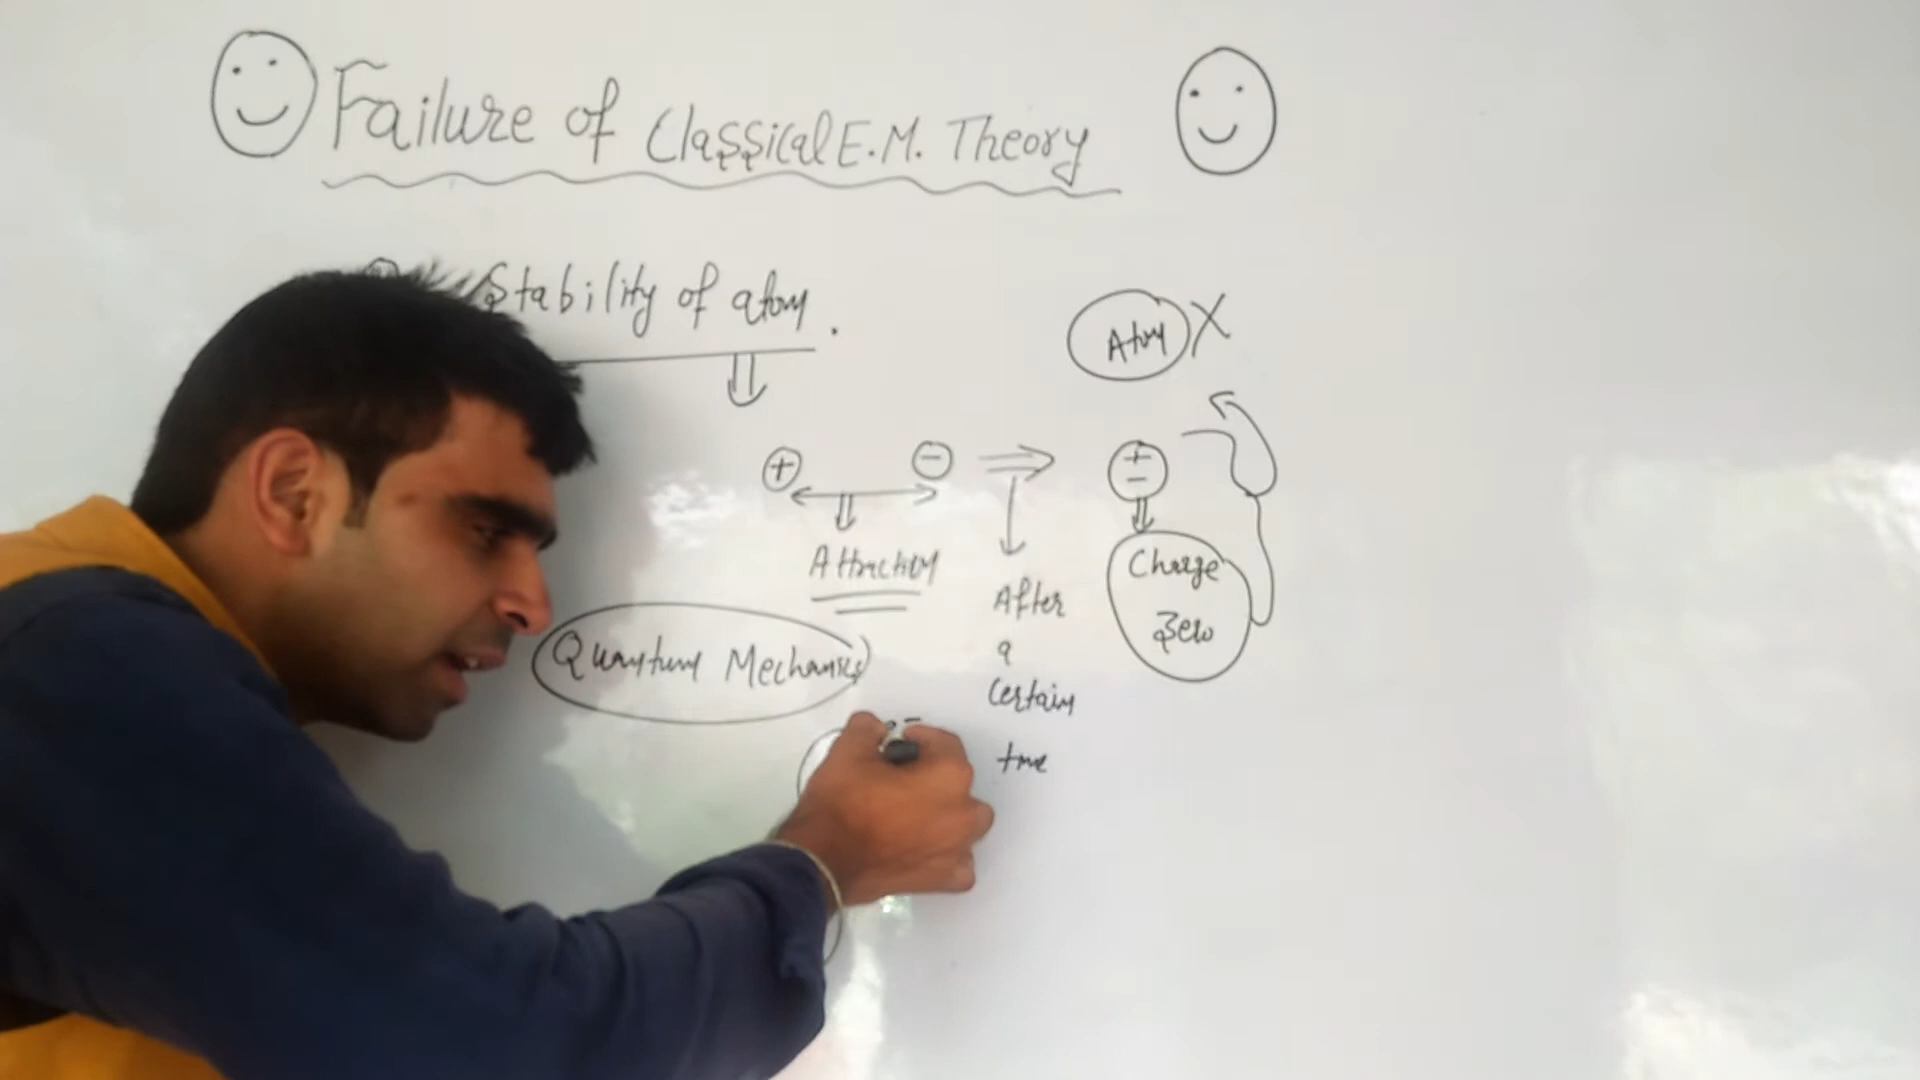 Failure of Classical E.M. Theory
Stability of atom.
Atom X
+
-
+
-
Attraction
Charge
Zero
After
a
Certain
time
Quantum Mechanics
e-